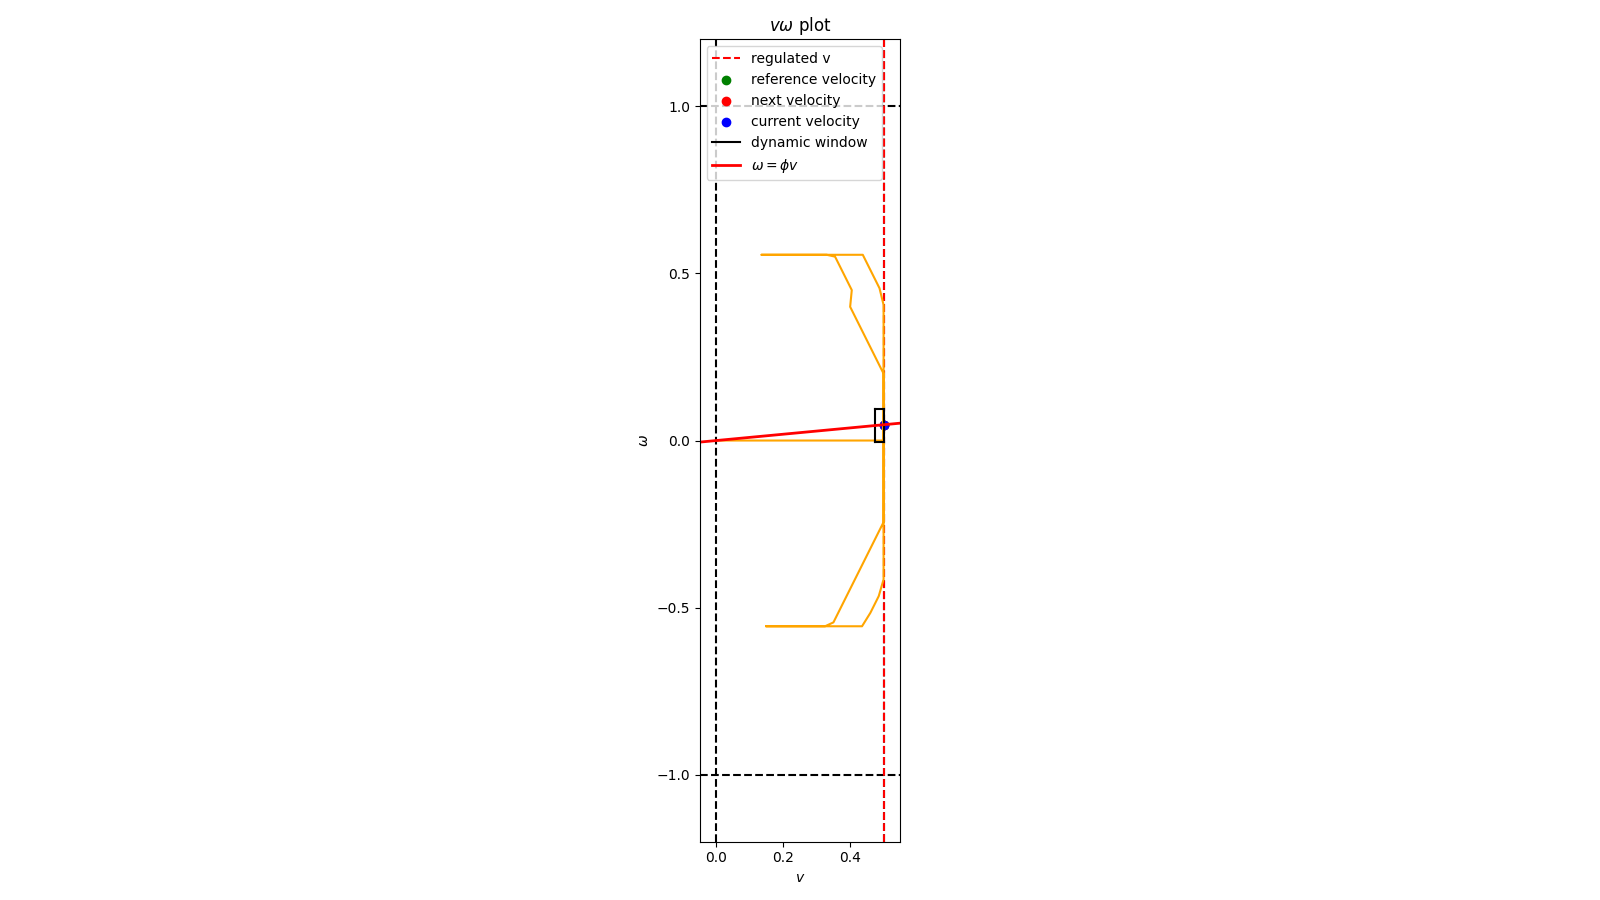 vω plot
regulated v
reference velocity
next velocity
current velocity
dynamic window
ω = ϕv
1.0
0.5
0.0
−0.5
−1.0
ω
0.0 0.2 0.4
v